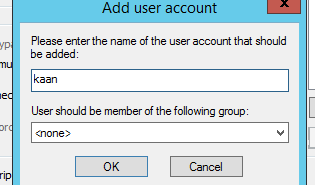 Add user account
x
Please enter the name of the user account that should
be added:
kaan
User should be member of the following group:
<none>
OK
Cancel